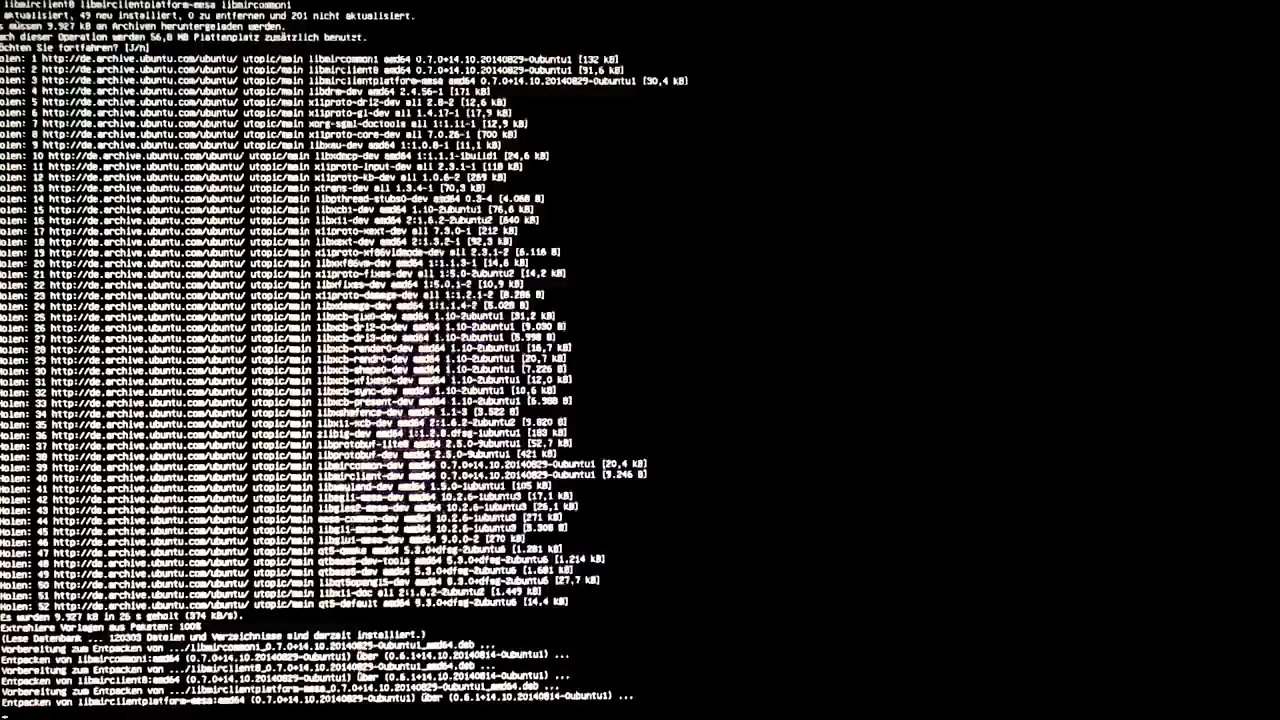 libmirclient8 libmirclientplatform-mesa libmircommon1
aktualisiert, 49 neu installiert, 0 zu entfernen und 201 nicht aktualisiert.
s müssen 9.927 kB an Archiven heruntergeladen werden.
ach dieser Operation werden 56,8 MB Plattenplatz zusätzlich benutzt.
öchten Sie fortfahren? [J/n]
olen: 1 http://de.archive.ubuntu.com/ubuntu/ utopic/main libmircommon1 amd64 0.7.0+14.10.20140829-0ubuntu1 [132 kB]
olen: 2 http://de.archive.ubuntu.com/ubuntu/ utopic/main libmirclient8 amd64 0.7.0+14.10.20140829-0ubuntu1 [91,6 kB]
olen: 3 http://de.archive.ubuntu.com/ubuntu/ utopic/main libmirclientplatform-mesa amd64 0.7.0+14.10.20140829-0ubuntu1 [30,4 kB]
olen: 4 http://de.archive.ubuntu.com/ubuntu/ utopic/main libdrm-dev amd64 2.4.56-1 [171 kB]
olen: 5 http://de.archive.ubuntu.com/ubuntu/ utopic/main x11proto-dri2-dev all 2.8-2 [12,6 kB]
olen: 6 http://de.archive.ubuntu.com/ubuntu/ utopic/main x11proto-gl-dev all 1.4.17-1 [17,9 kB]
olen: 7 http://de.archive.ubuntu.com/ubuntu/ utopic/main xorg-sgml-doctools all 1:1.11-1 [12,9 kB]
olen: 8 http://de.archive.ubuntu.com/ubuntu/ utopic/main x11proto-core-dev all 7.0.26-1 [700 kB]
olen: 9 http://de.archive.ubuntu.com/ubuntu/ utopic/main libxau-dev amd64 1:1.0.8-1 [11,1 kB]
olen: 10 http://de.archive.ubuntu.com/ubuntu/ utopic/main libxdmcp-dev amd64 1:1.1.1-1build1 [24,6 kB]
olen: 11 http://de.archive.ubuntu.com/ubuntu/ utopic/main x11proto-input-dev all 2.3.1-1 [118 kB]
olen: 12 http://de.archive.ubuntu.com/ubuntu/ utopic/main x11proto-kb-dev all 1.0.6-2 [269 kB]
olen: 13 http://de.archive.ubuntu.com/ubuntu/ utopic/main xtrans-dev all 1.3.4-1 [70,3 kB]
olen: 14 http://de.archive.ubuntu.com/ubuntu/ utopic/main libpthread-stubs0-dev amd64 0.3-4 [4.068 B]
olen: 15 http://de.archive.ubuntu.com/ubuntu/ utopic/main libxcb1-dev amd64 1.10-2ubuntu1 [76,6 kB]
olen: 16 http://de.archive.ubuntu.com/ubuntu/ utopic/main libx11-dev amd64 2:1.6.2-2ubuntu2 [640 kB]
olen: 17 http://de.archive.ubuntu.com/ubuntu/ utopic/main x11proto-xext-dev all 7.3.0-1 [212 kB]
olen: 18 http://de.archive.ubuntu.com/ubuntu/ utopic/main libxext-dev amd64 2:1.3.2-1 [82,3 kB]
olen: 19 http://de.archive.ubuntu.com/ubuntu/ utopic/main x11proto-xf86vidmode-dev all 2.3.1-2 [6.116 B]
olen: 20 http://de.archive.ubuntu.com/ubuntu/ utopic/main libxxf86vm-dev amd64 1:1.1.3-1 [14,6 kB]
olen: 21 http://de.archive.ubuntu.com/ubuntu/ utopic/main x11proto-fixes-dev all 1:5.0-2ubuntu2 [14,2 kB]
olen: 22 http://de.archive.ubuntu.com/ubuntu/ utopic/main libxfixes-dev amd64 1:5.0.1-2 [10,9 kB]
olen: 23 http://de.archive.ubuntu.com/ubuntu/ utopic/main x11proto-damage-dev all 1:1.2.1-2 [8.286 B]
olen: 24 http://de.archive.ubuntu.com/ubuntu/ utopic/main libxdamage-dev amd64 1:1.1.4-2 [5.028 B]
olen: 25 http://de.archive.ubuntu.com/ubuntu/ utopic/main libxcb-glx0-dev amd64 1.10-2ubuntu1 [31,2 kB]
olen: 26 http://de.archive.ubuntu.com/ubuntu/ utopic/main libxcb-dri2-0-dev amd64 1.10-2ubuntu1 [9.030 B]
olen: 27 http://de.archive.ubuntu.com/ubuntu/ utopic/main libxcb-dri3-dev amd64 1.10-2ubuntu1 [6.998 B]
olen: 28 http://de.archive.ubuntu.com/ubuntu/ utopic/main libxcb-render0-dev amd64 1.10-2ubuntu1 [16,7 kB]
olen: 29 http://de.archive.ubuntu.com/ubuntu/ utopic/main libxcb-randr0-dev amd64 1.10-2ubuntu1 [20,7 kB]
olen: 30 http://de.archive.ubuntu.com/ubuntu/ utopic/main libxcb-shape0-dev amd64 1.10-2ubuntu1 [7.226 B]
olen: 31 http://de.archive.ubuntu.com/ubuntu/ utopic/main libxcb-xfixes0-dev amd64 1.10-2ubuntu1 [12,0 kB]
olen: 32 http://de.archive.ubuntu.com/ubuntu/ utopic/main libxcb-sync-dev amd64 1.10-2ubuntu1 [10,6 kB]
olen: 33 http://de.archive.ubuntu.com/ubuntu/ utopic/main libxcb-present-dev amd64 1.10-2ubuntu1 [6.988 B]
olen: 34 http://de.archive.ubuntu.com/ubuntu/ utopic/main libxshmfence-dev amd64 1.1-3 [3.522 B]
olen: 35 http://de.archive.ubuntu.com/ubuntu/ utopic/main libx11-xcb-dev amd64 2:1.6.2-2ubuntu2 [9.820 B]
Holen: 36 http://de.archive.ubuntu.com/ubuntu/ utopic/main zlib1g-dev amd64 1:1.2.8.dfsg-1ubuntu1 [183 kB]
Holen: 37 http://de.archive.ubuntu.com/ubuntu/ utopic/main libprotobuf-lite8 amd64 2.5.0-9ubuntu1 [52,7 kB]
Holen: 38 http://de.archive.ubuntu.com/ubuntu/ utopic/main libprotobuf-dev amd64 2.5.0-9ubuntu1 [421 kB]
Holen: 39 http://de.archive.ubuntu.com/ubuntu/ utopic/main libmircommon-dev amd64 0.7.0+14.10.20140829-0ubuntu1 [20,4 kB]
Holen: 40 http://de.archive.ubuntu.com/ubuntu/ utopic/main libmirclient-dev amd64 0.7.0+14.10.20140829-0ubuntu1 [9.246 B]
Holen: 41 http://de.archive.ubuntu.com/ubuntu/ utopic/main libwayland-dev amd64 1.5.0-1ubuntu1 [105 kB]
Holen: 42 http://de.archive.ubuntu.com/ubuntu/ utopic/main libegl1-mesa-dev amd64 10.2.6-1ubuntu3 [17,1 kB]
Holen: 43 http://de.archive.ubuntu.com/ubuntu/ utopic/main libgles2-mesa-dev amd64 10.2.6-1ubuntu3 [26,1 kB]
Holen: 44 http://de.archive.ubuntu.com/ubuntu/ utopic/main mesa-common-dev amd64 10.2.6-1ubuntu3 [271 kB]
Holen: 45 http://de.archive.ubuntu.com/ubuntu/ utopic/main libgl1-mesa-dev amd64 10.2.6-1ubuntu3 [8.308 B]
Holen: 46 http://de.archive.ubuntu.com/ubuntu/ utopic/main libglu1-mesa-dev amd64 9.0.0-2 [270 kB]
Holen: 47 http://de.archive.ubuntu.com/ubuntu/ utopic/main qt5-qmake amd64 5.3.0+dfsg-2ubuntu6 [1.281 kB]
Holen: 48 http://de.archive.ubuntu.com/ubuntu/ utopic/main qtbase5-dev-tools amd64 5.3.0+dfsg-2ubuntu6 [1.214 kB]
Holen: 49 http://de.archive.ubuntu.com/ubuntu/ utopic/main qtbase5-dev amd64 5.3.0+dfsg-2ubuntu6 [1.681 kB]
Holen: 50 http://de.archive.ubuntu.com/ubuntu/ utopic/main libqt5opengl5-dev amd64 5.3.0+dfsg-2ubuntu6 [27,7 kB]
Holen: 51 http://de.archive.ubuntu.com/ubuntu/ utopic/main libx11-doc all 2:1.6.2-2ubuntu2 [1.449 kB]
Holen: 52 http://de.archive.ubuntu.com/ubuntu/ utopic/main qt5-default amd64 5.3.0+dfsg-2ubuntu6 [14,4 kB]
Es wurden 9.927 kB in 26 s geholt (374 kB/s).
Extrahiere Vorlagen aus Paketen: 100%
(Lese Datenbank ... 120303 Dateien und Verzeichnisse sind derzeit installiert.)
Vorbereitung zum Entpacken von .../libmircommon1_0.7.0+14.10.20140829-0ubuntu1_amd64.deb ...
Entpacken von libmircommon1:amd64 (0.7.0+14.10.20140829-0ubuntu1) über (0.6.1+14.10.20140814-0ubuntu1) ...
Vorbereitung zum Entpacken von .../libmirclient8_0.7.0+14.10.20140829-0ubuntu1_amd64.deb ...
Entpacken von libmirclient8:amd64 (0.7.0+14.10.20140829-0ubuntu1) über (0.6.1+14.10.20140814-0ubuntu1) ...
Vorbereitung zum Entpacken von .../libmirclientplatform-mesa_0.7.0+14.10.20140829-0ubuntu1_amd64.deb ...
Entpacken von libmirclientplatform-mesa:amd64 (0.7.0+14.10.20140829-0ubuntu1) über (0.6.1+14.10.20140814-0ubuntu1) ...